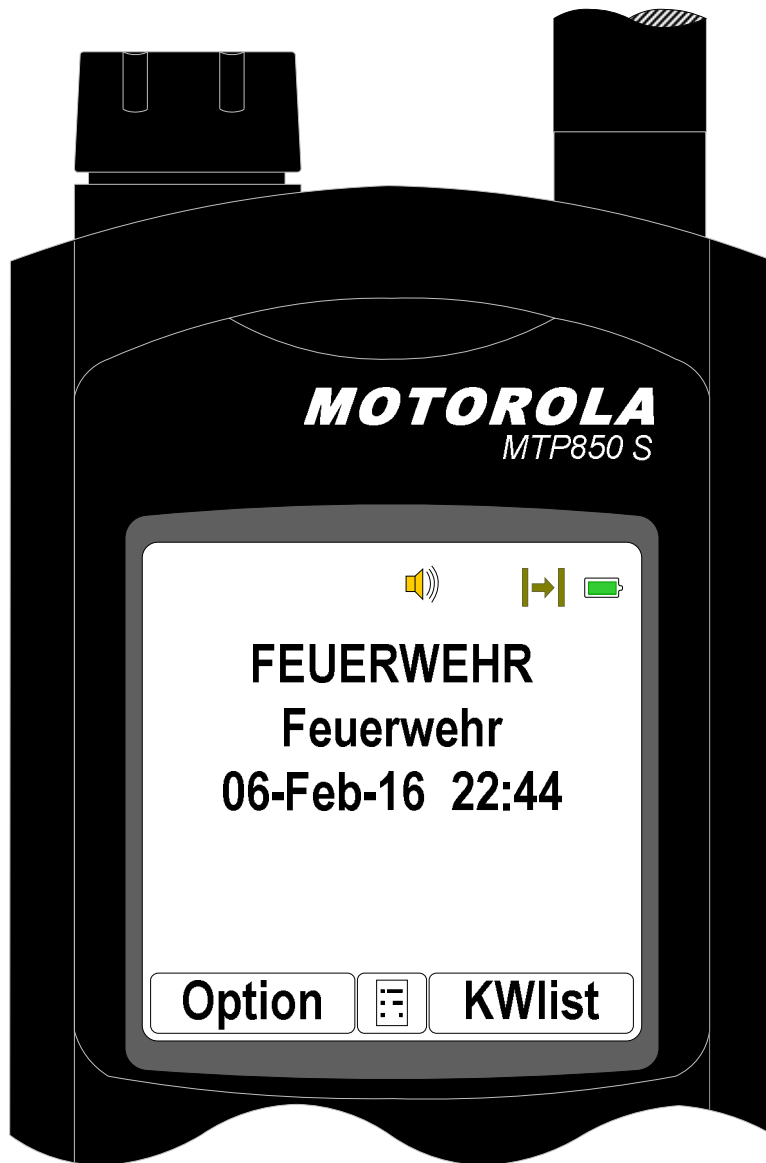 MOTOROLA
MTP850 S
FEUERWEHR
Feuerwehr
06-Feb-16 22:44
Option KWlist